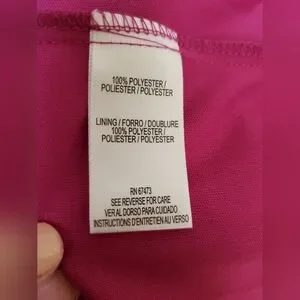 100% POLYESTER /
POLIESTER / POLYESTER
LINING / FORRO / DOUBLURE
100% POLYESTER /
POLIESTER / POLYESTER
RN 67473
SEE REVERSE FOR CARE
VER AL DORSO PARA CUIDADO
INSTRUCTIONS D'ENTRETIEN AU VERSO